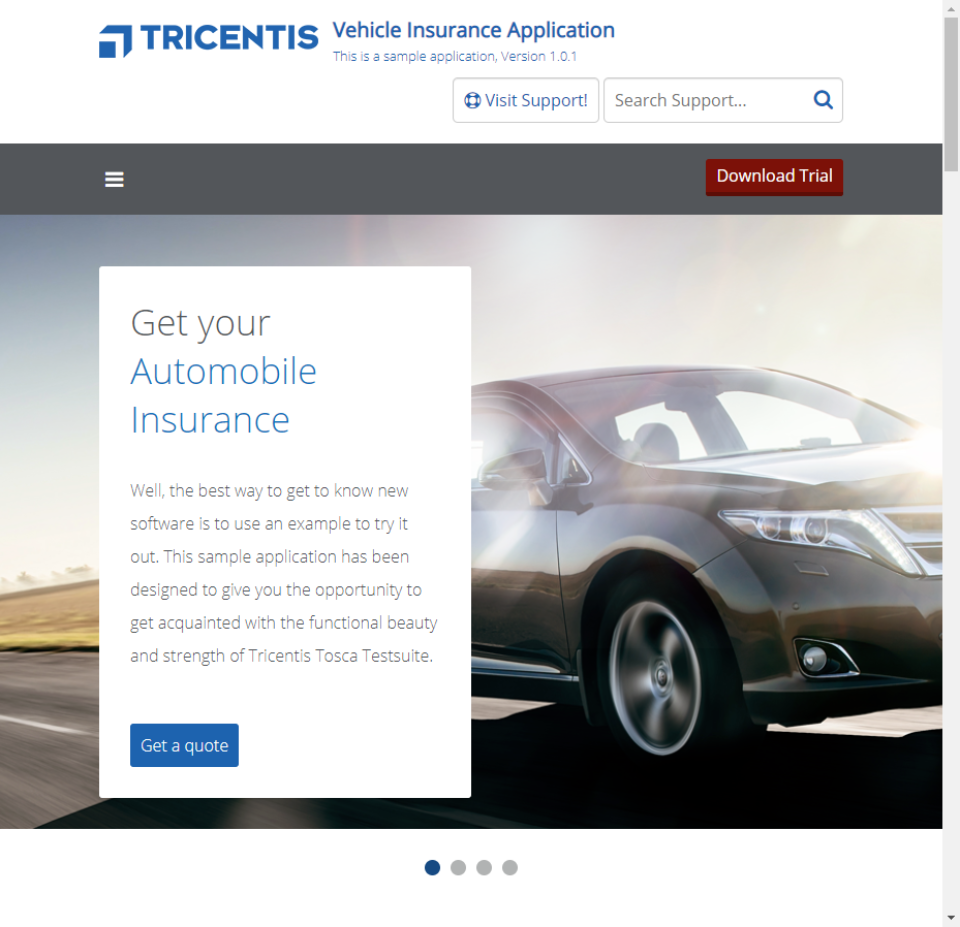 TRICENTIS
Vehicle Insurance Application
This is a sample application, Version 1.0.1
Visit Support!
Search Support...
Download Trial
Get your
Automobile
Insurance
Well, the best way to get to know new
software is to use an example to try it
out. This sample application has been
designed to give you the opportunity to
get acquainted with the functional beauty
and strength of Tricentis Tosca Testsuite.
Get a quote